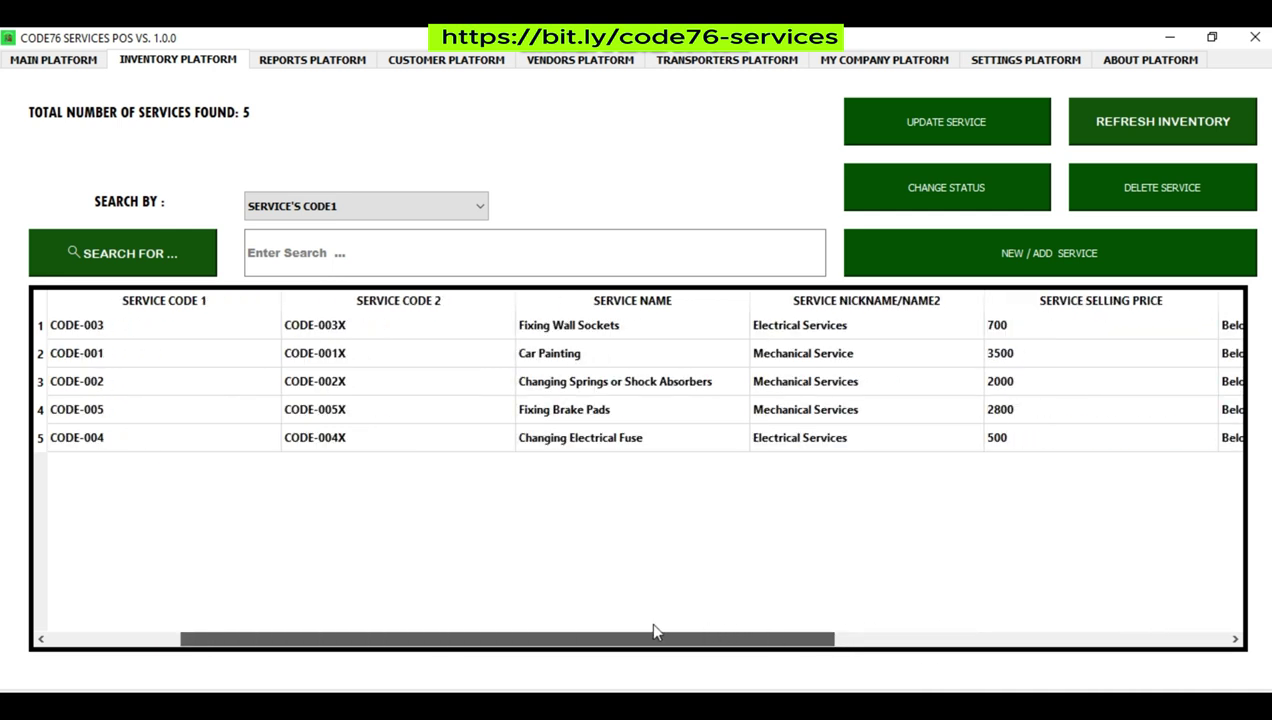 https://bit.ly/code76-services
CODE76 SERVICES POS VS. 1.0.0
MAIN PLATFORM INVENTORY PLATFORM REPORTS PLATFORM CUSTOMER PLATFORM VENDORS PLATFORM TRANSPORTERS PLATFORM MY COMPANY PLATFORM SETTINGS PLATFORM ABOUT PLATFORM
TOTAL NUMBER OF SERVICES FOUND: 5
UPDATE SERVICE REFRESH INVENTORY
CHANGE STATUS DELETE SERVICE
SEARCH BY : SERVICE'S CODE1
SEARCH FOR ... Enter Search ... NEW / ADD SERVICE
SERVICE CODE 1 SERVICE CODE 2 SERVICE NAME SERVICE NICKNAME/NAME2 SERVICE SELLING PRICE
1 CODE-003 CODE-003X Fixing Wall Sockets Electrical Services 700 Belo
2 CODE-001 CODE-001X Car Painting Mechanical Service 3500 Belo
3 CODE-002 CODE-002X Changing Springs or Shock Absorbers Mechanical Services 2000 Belo
4 CODE-005 CODE-005X Fixing Brake Pads Mechanical Services 2800 Belo
5 CODE-004 CODE-004X Changing Electrical Fuse Electrical Services 500 Belo